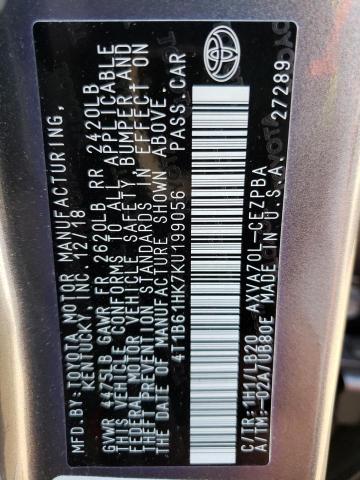 MFD.BY:TOYOTA MOTOR MANUFACTURING,
KENTUCKY, INC. 12/18
GVWR 4475LB GAWR FR 2620LB RR 2420LB
THIS VEHICLE CONFORMS TO ALL APPLICABLE
FEDERAL MOTOR VEHICLE SAFETY, BUMPER, AND
THEFT PREVENTION STANDARDS IN EFFECT ON
THE DATE OF MANUFACTURE SHOWN ABOVE.
4T1B61HK7KU199056 PASS.CAR
C/TR: 1H1/LB20 AXVA70L-CEZPBA
A/TM:-02A/UB80E MADE IN U.S.A. 27289